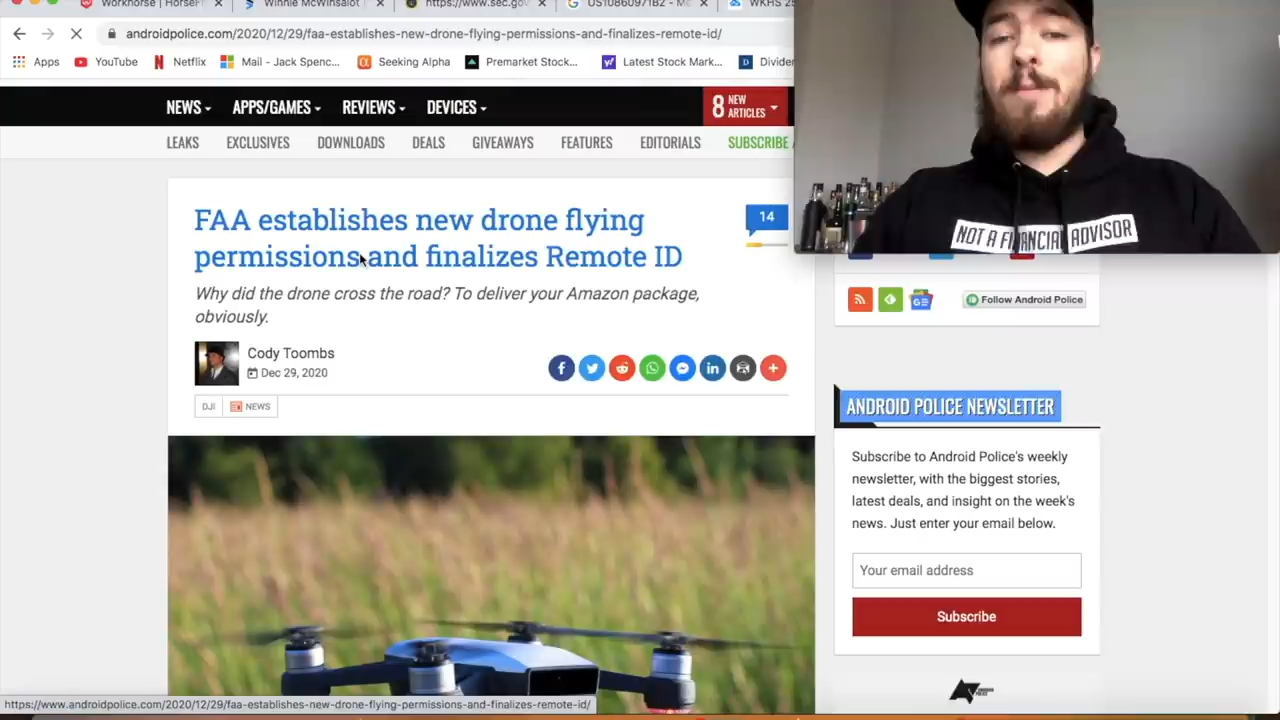 Workhorse | HorseF
Winnie McWinsalot
https://www.sec.gov
US10860971B2 - M
WKHS 25
androidpolice.com/2020/12/29/faa-establishes-new-drone-flying-permissions-and-finalizes-remote-id/
Apps
YouTube
Netflix
Mail - Jack Spenc...
Seeking Alpha
Premarket Stock...
Latest Stock Mark...
Divide
NEWS
APPS/GAMES
REVIEWS
DEVICES
8 NEW
ARTICLES
LEAKS
EXCLUSIVES
DOWNLOADS
DEALS
GIVEAWAYS
FEATURES
EDITORIALS
SUBSCRIBE
NOT A FINANCIAL ADVISOR
FAA establishes new drone flying
permissions and finalizes Remote ID
14
Why did the drone cross the road? To deliver your Amazon package,
obviously.
Follow Android Police
Cody Toombs
Dec 29, 2020
DJI
NEWS
ANDROID POLICE NEWSLETTER
Subscribe to Android Police's weekly
newsletter, with the biggest stories,
latest deals, and insight on the week's
news. Just enter your email below.
Your email address
Subscribe
https://www.androidpolice.com/2020/12/29/faa-establishes-new-drone-flying-permissions-and-finalizes-remote-id/